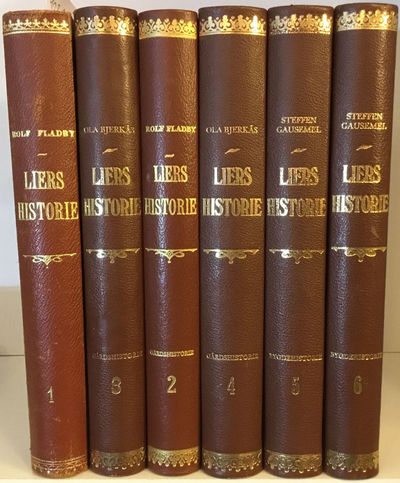 ROLF FLADBY
LIERS
HISTORIE
1
OLA BJERKÅS
LIERS
HISTORIE
GÅRDSHISTORIE
3
ROLF FLADBY
LIERS
HISTORIE
GÅRDSHISTORIE
2
OLA BJERKÅS
LIERS
HISTORIE
GÅRDSHISTORIE
4
STEFFEN
GAUSEMEL
LIERS
HISTORIE
BYGDEHISTORIE
5
STEFFEN
GAUSEMEL
LIERS
HISTORIE
BYGDEHISTORIE
6